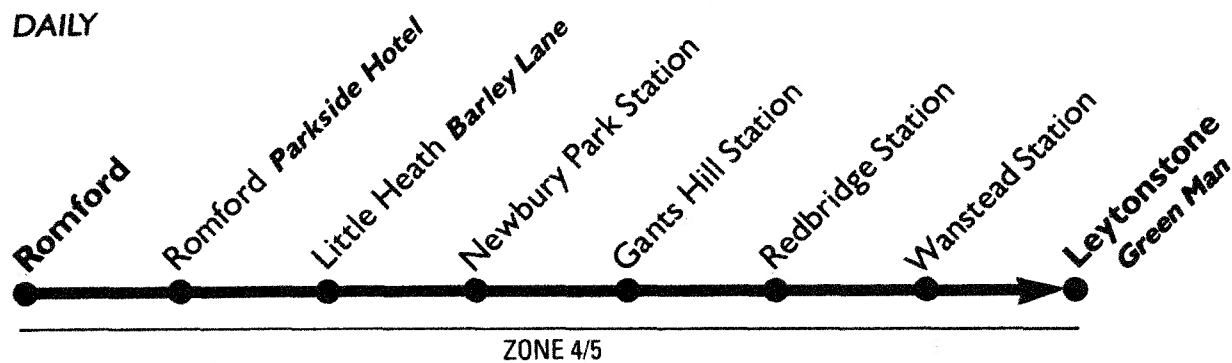 DAILY
Romford
Romford Parkside Hotel
Little Heath Barley Lane
Newbury Park Station
Gants Hill Station
Redbridge Station
Wanstead Station
Leytonstone
Green Man
ZONE 4/5